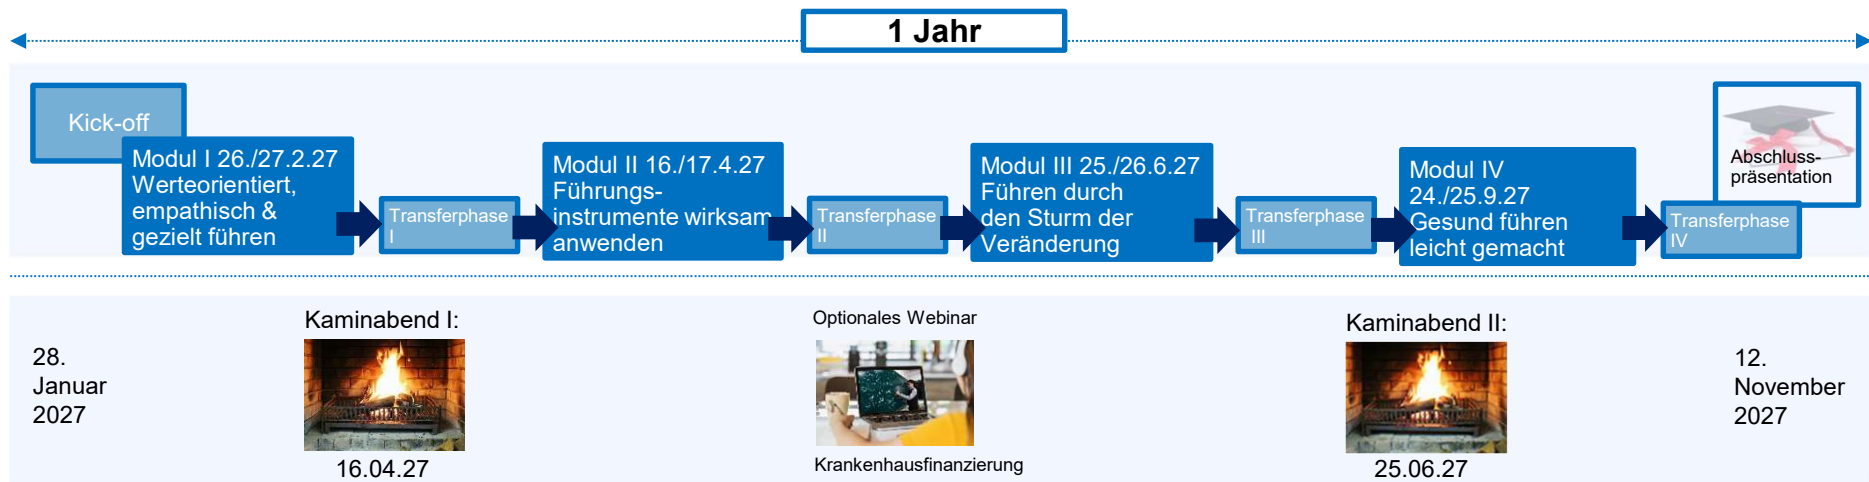 1 Jahr
Kick-off
Modul I 26./27.2.27
Werteorientiert,
empathisch &
gezielt führen
Transferphase
I
Modul II 16./17.4.27
Führungs-
instrumente wirksam
anwenden
Transferphase
II
Modul III 25./26.6.27
Führen durch
den Sturm der
Veränderung
Transferphase
III
Modul IV
24./25.9.27
Gesund führen
leicht gemacht
Transferphase
IV
Abschluss-
präsentation
28.
Januar
2027
Kaminabend I:
16.04.27
Optionales Webinar
Krankenhausfinanzierung
Kaminabend II:
25.06.27
12.
November
2027